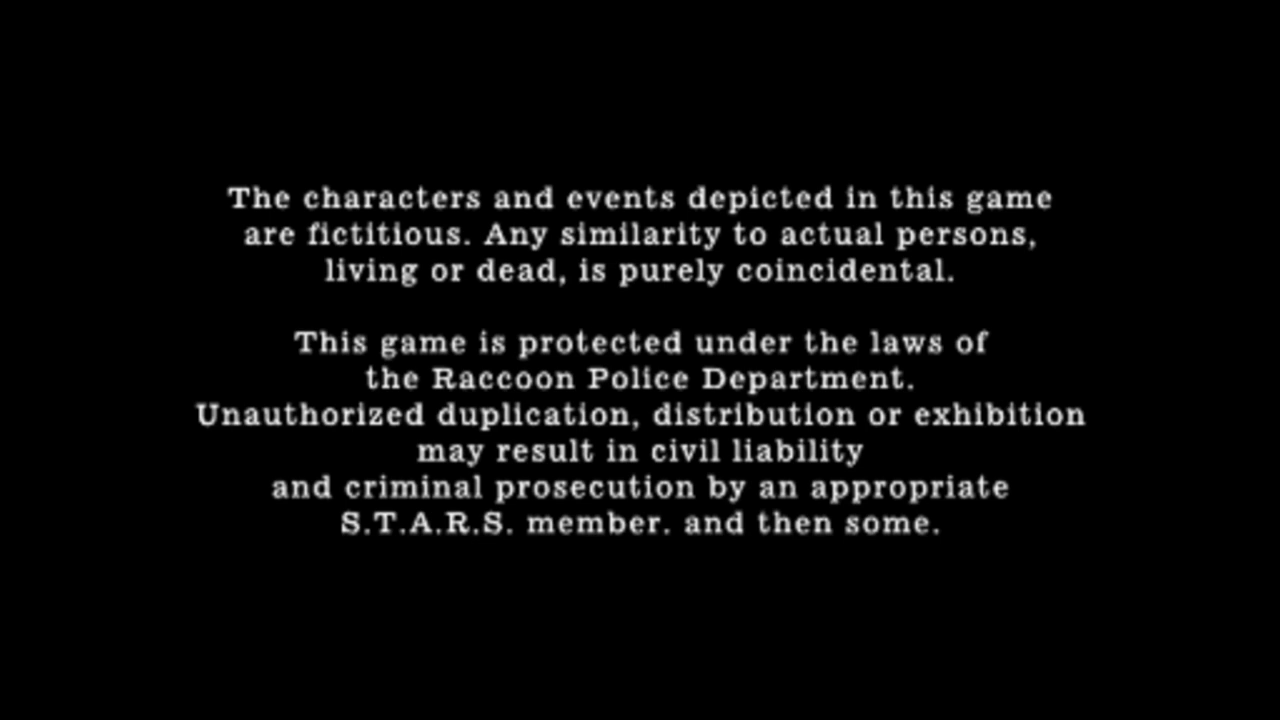 The characters and events depicted in this game
are fictitious. Any similarity to actual persons,
living or dead, is purely coincidental.
This game is protected under the laws of
the Raccoon Police Department.
Unauthorized duplication, distribution or exhibition
may result in civil liability
and criminal prosecution by an appropriate
S.T.A.R.S. member. and then some.